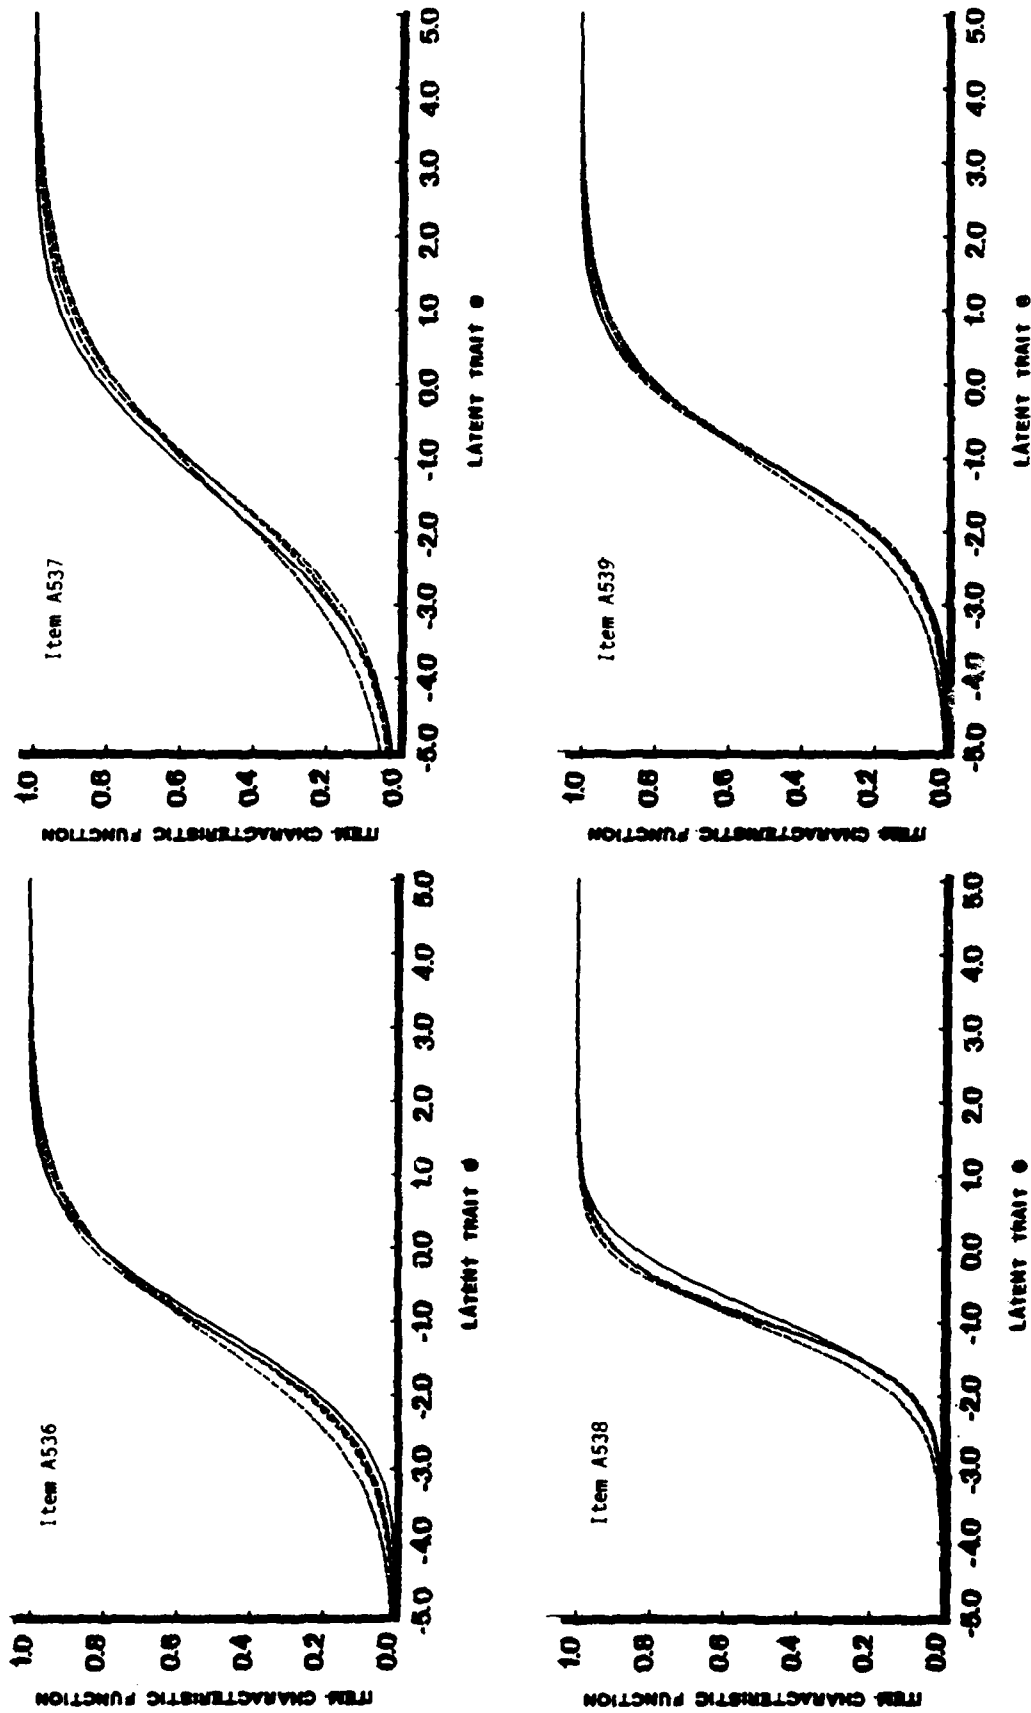 ITEM CHARACTERISTIC FUNCTION
1.0
0.8
0.6
0.4
0.2
0.0
Item A536
-5.0 -4.0 -3.0 -2.0 -1.0 0.0 1.0 2.0 3.0 4.0 5.0
LATENT TRAIT θ
ITEM CHARACTERISTIC FUNCTION
1.0
0.8
0.6
0.4
0.2
0.0
Item A537
-5.0 -4.0 -3.0 -2.0 -1.0 0.0 1.0 2.0 3.0 4.0 5.0
LATENT TRAIT θ
ITEM CHARACTERISTIC FUNCTION
1.0
0.8
0.6
0.4
0.2
0.0
Item A538
-5.0 -4.0 -3.0 -2.0 -1.0 0.0 1.0 2.0 3.0 4.0 5.0
LATENT TRAIT θ
ITEM CHARACTERISTIC FUNCTION
1.0
0.8
0.6
0.4
0.2
0.0
Item A539
-5.0 -4.0 -3.0 -2.0 -1.0 0.0 1.0 2.0 3.0 4.0 5.0
LATENT TRAIT θ